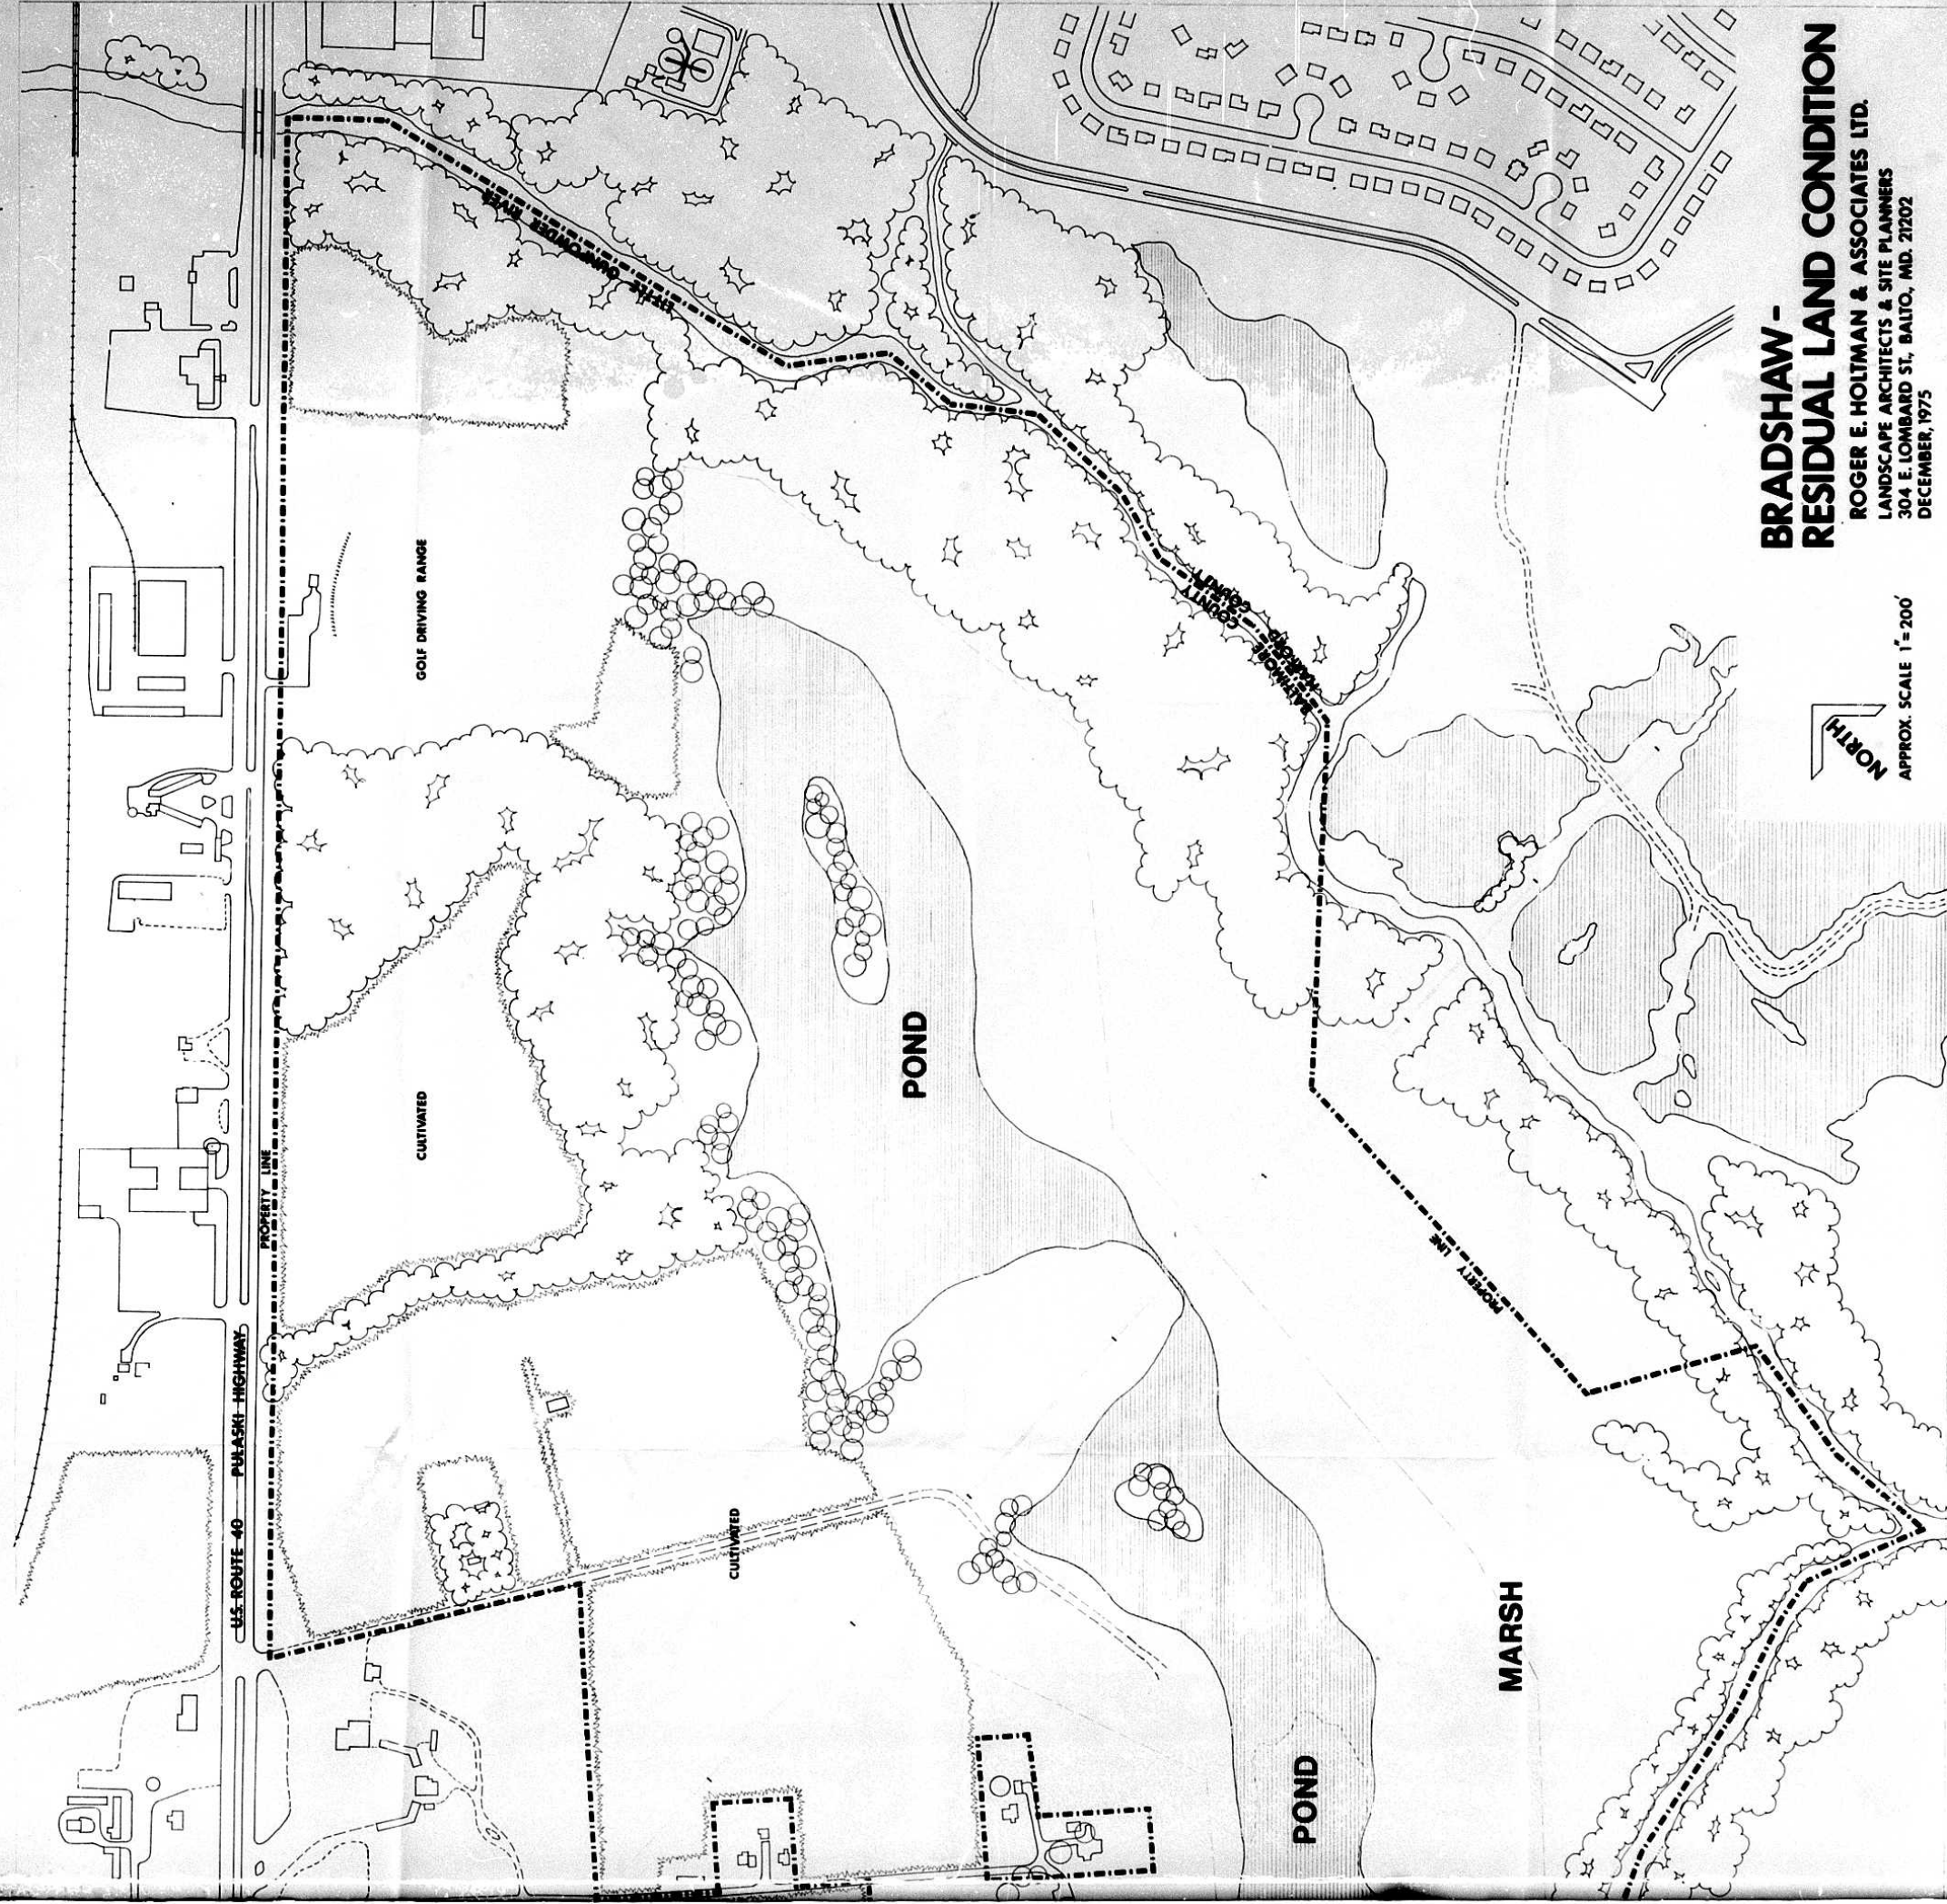 BRADSHAW -
RESIDUAL LAND CONDITION
ROGER E. HOLTMAN & ASSOCIATES LTD.
LANDSCAPE ARCHITECTS & SITE PLANNERS
304 E. LOMBARD ST., BALTO, MD. 21202
DECEMBER, 1975
NORTH
APPROX. SCALE 1"=200'
LITTLE GUNPOWDER RIVER
GOLF DRIVING RANGE
BALTIMORE COUNTY
HARFORD COUNTY
POND
CULTIVATED
PROPERTY LINE
PROPERTY LINE
U.S. ROUTE 40 PULASKI HIGHWAY
CULTIVATED
MARSH
POND